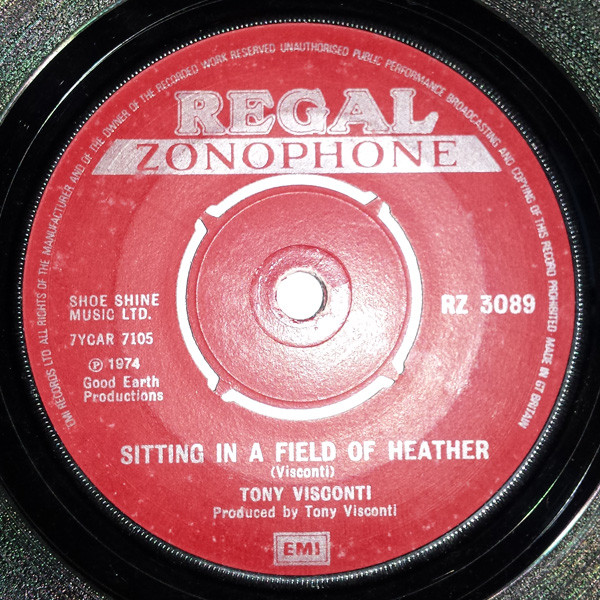 EMI RECORDS LTD ALL RIGHTS OF THE MANUFACTURER AND OF THE OWNER OF THE RECORDED WORK RESERVED UNAUTHORISED PUBLIC PERFORMANCE BROADCASTING AND COPYING OF THIS RECORD PROHIBITED MADE IN GT BRITAIN
REGAL
ZONOPHONE
SHOE SHINE
MUSIC LTD.
7YCAR 7105
℗ 1974
Good Earth
Productions
RZ 3089
SITTING IN A FIELD OF HEATHER
(Visconti)
TONY VISCONTI
Produced by Tony Visconti
EMI